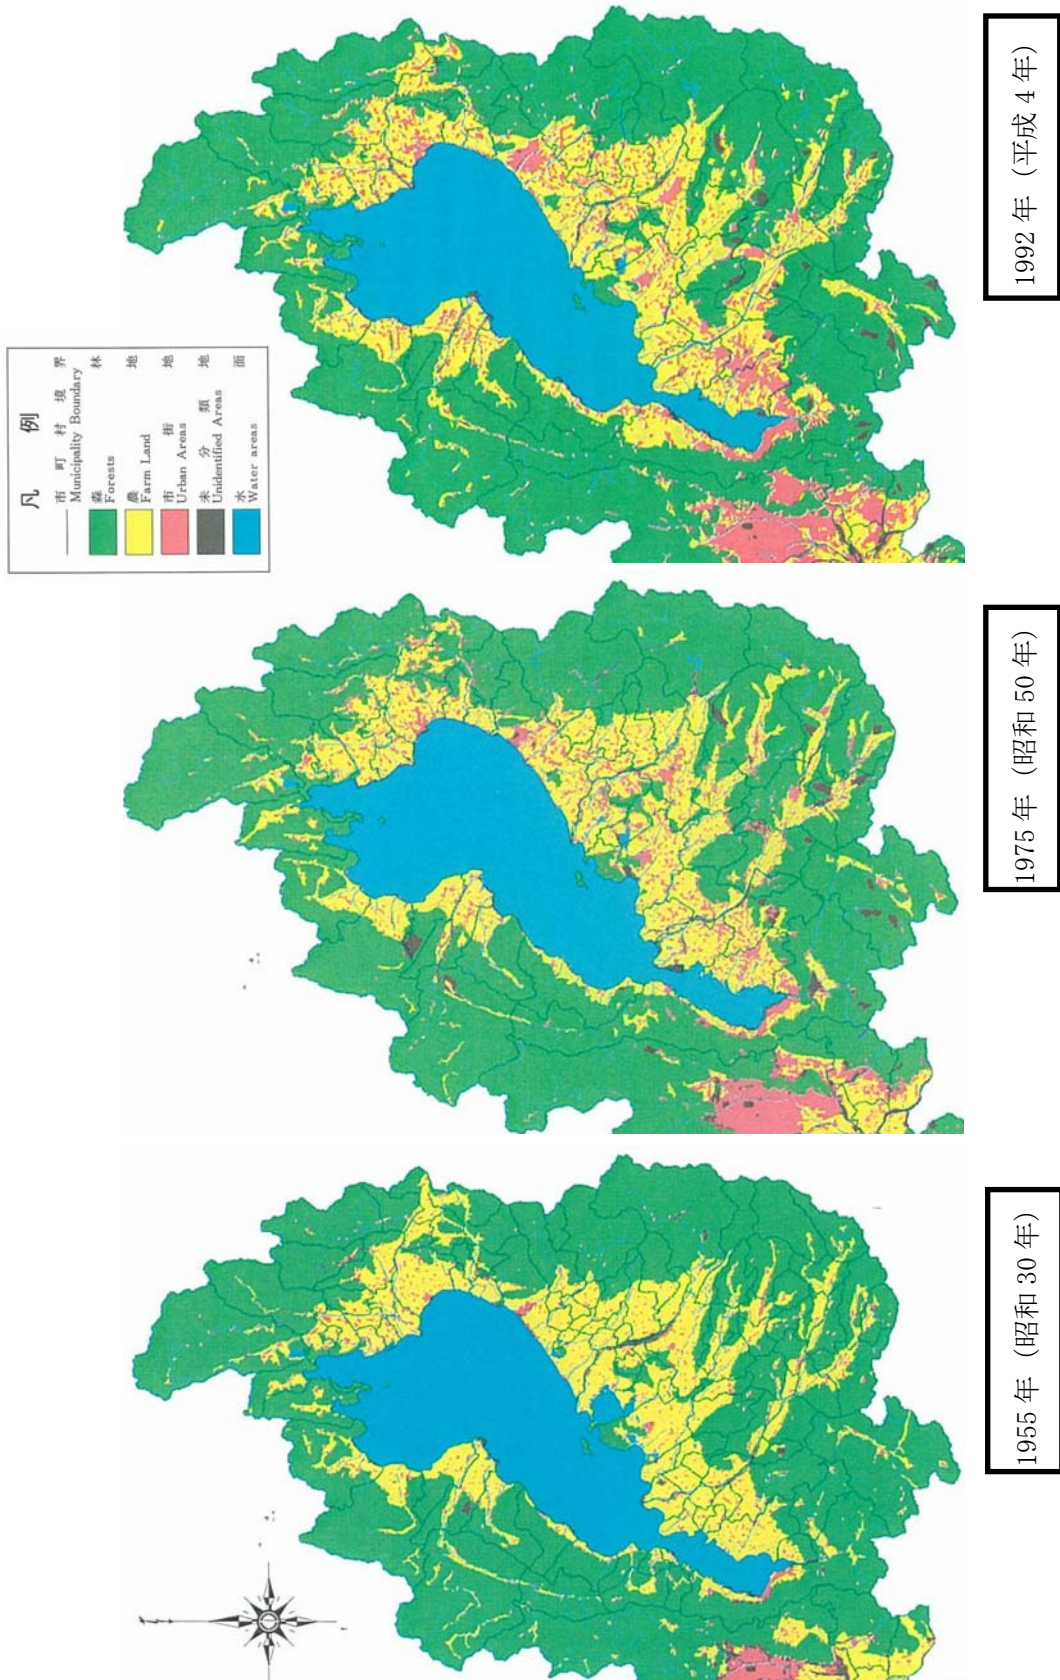 凡例
市町村境界
Municipality Boundary
森林
Forests
農地
Farm Land
市街地
Urban Areas
未分類地
Unidentified Areas
水面
Water areas
1955 年 (昭和 30 年)
1975 年 (昭和 50 年)
1992 年 (平成 4 年)